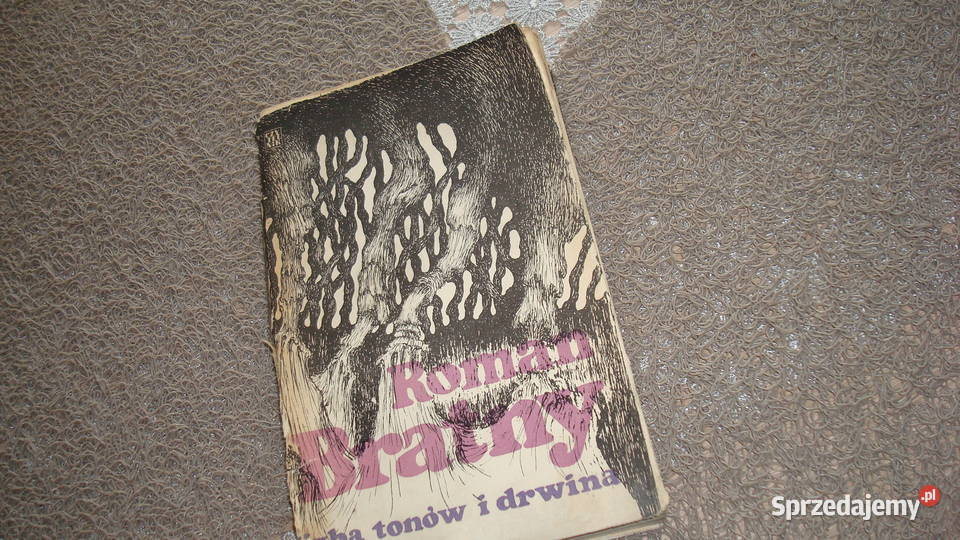 Roman
Bratny
tonów i drwina
Sprzedajemy.pl